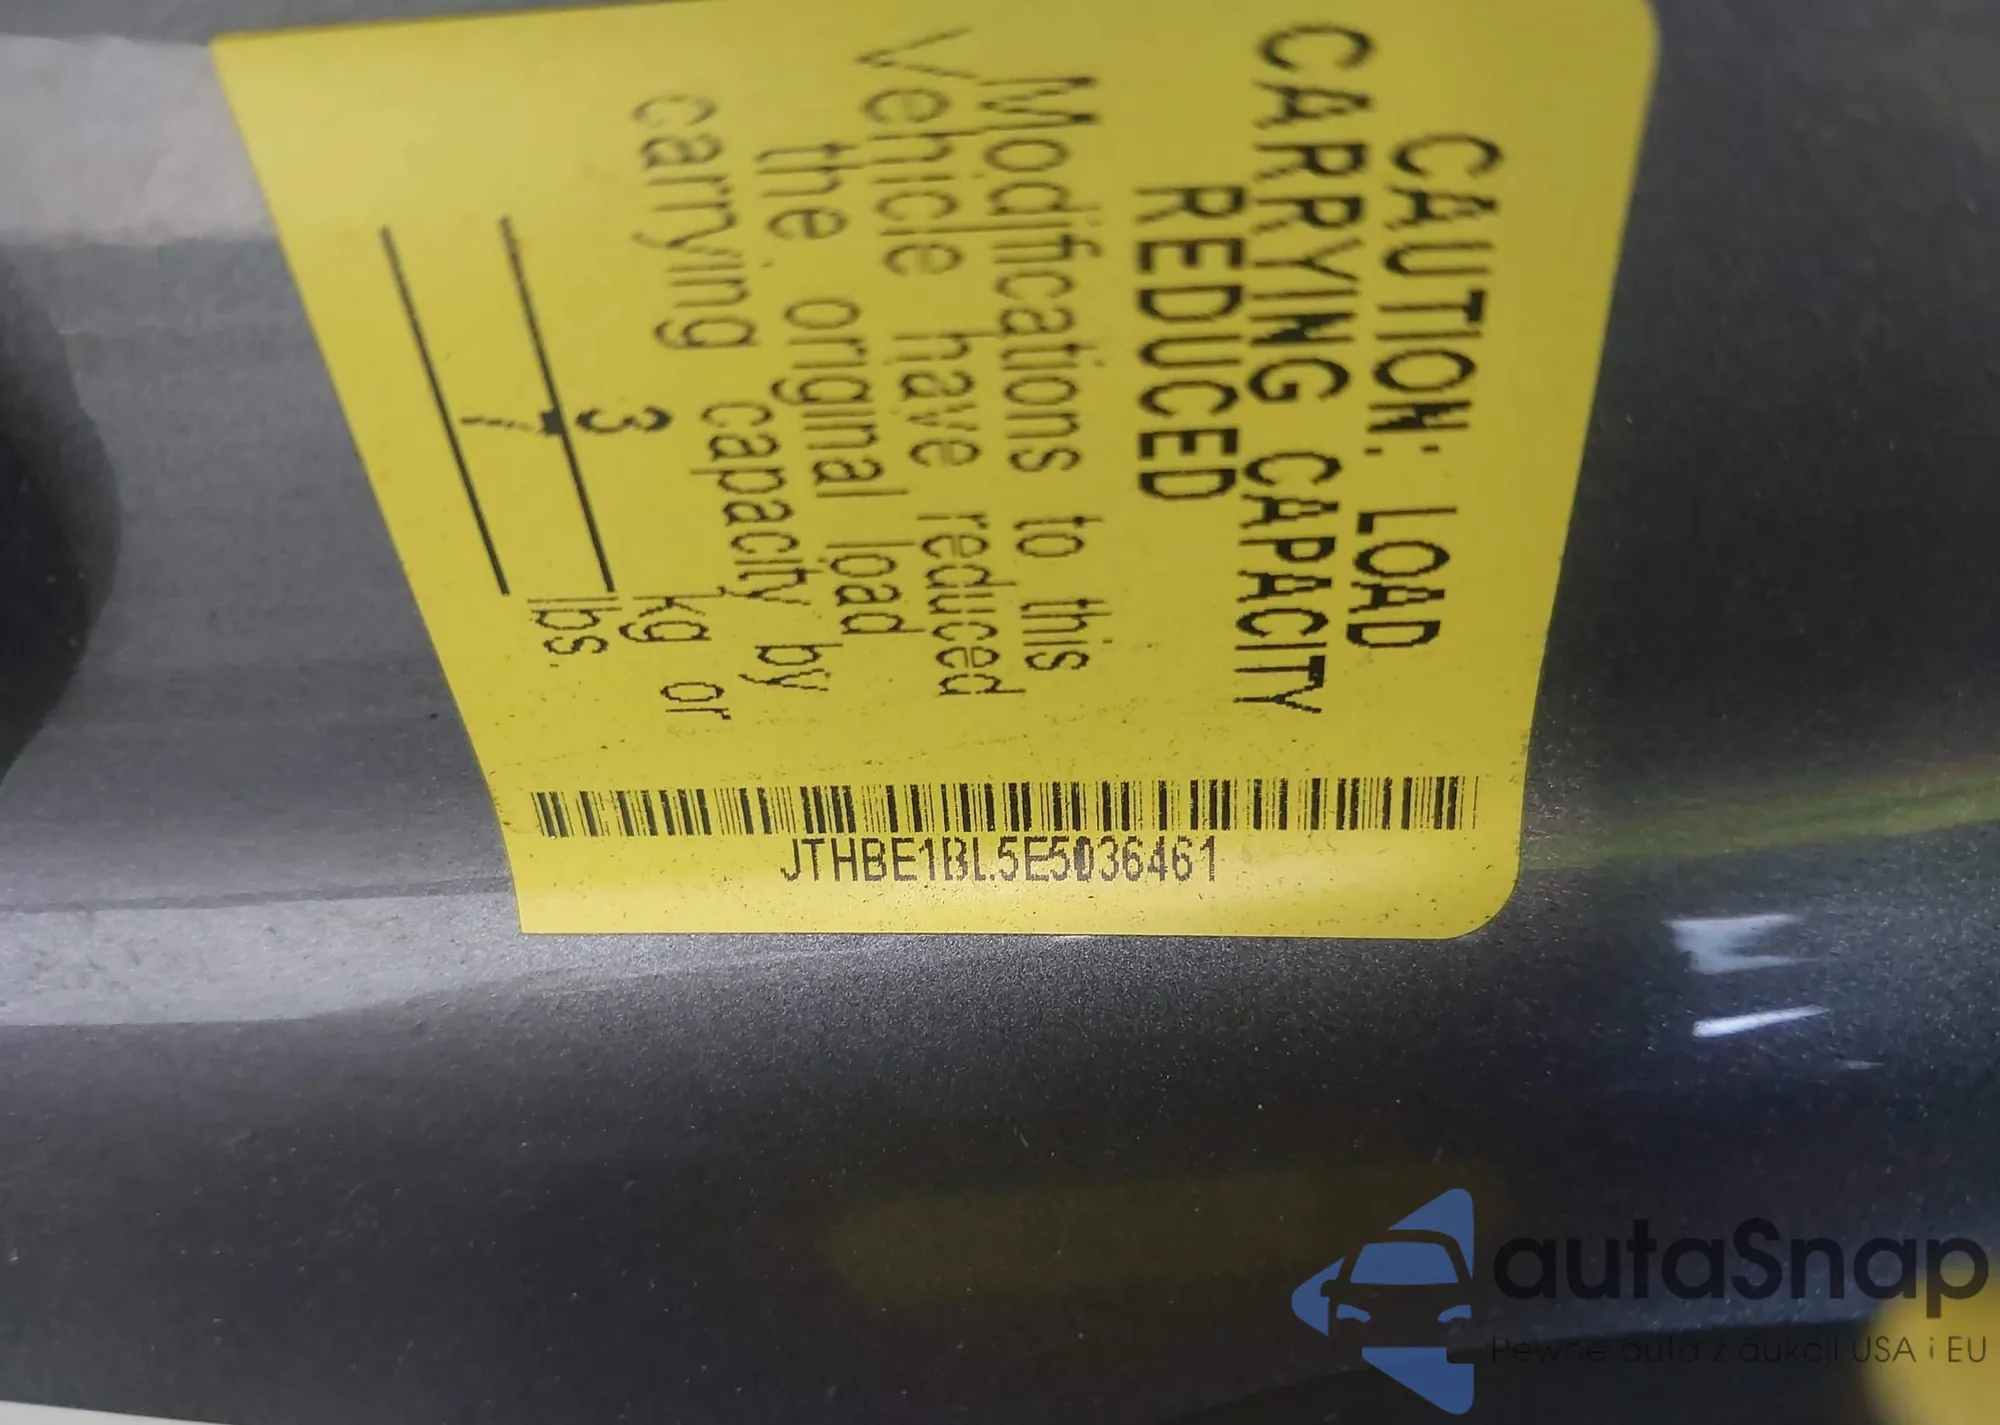 CAUTION: LOAD
CARRYING CAPACITY
REDUCED
Modifications to this
Vehicle have reduced
the original load
carrying capacity by
3 kg or
7 lbs.
JTHBE1BL5E5036461
autaSnap
Pewne auta z aukcji USA i EU